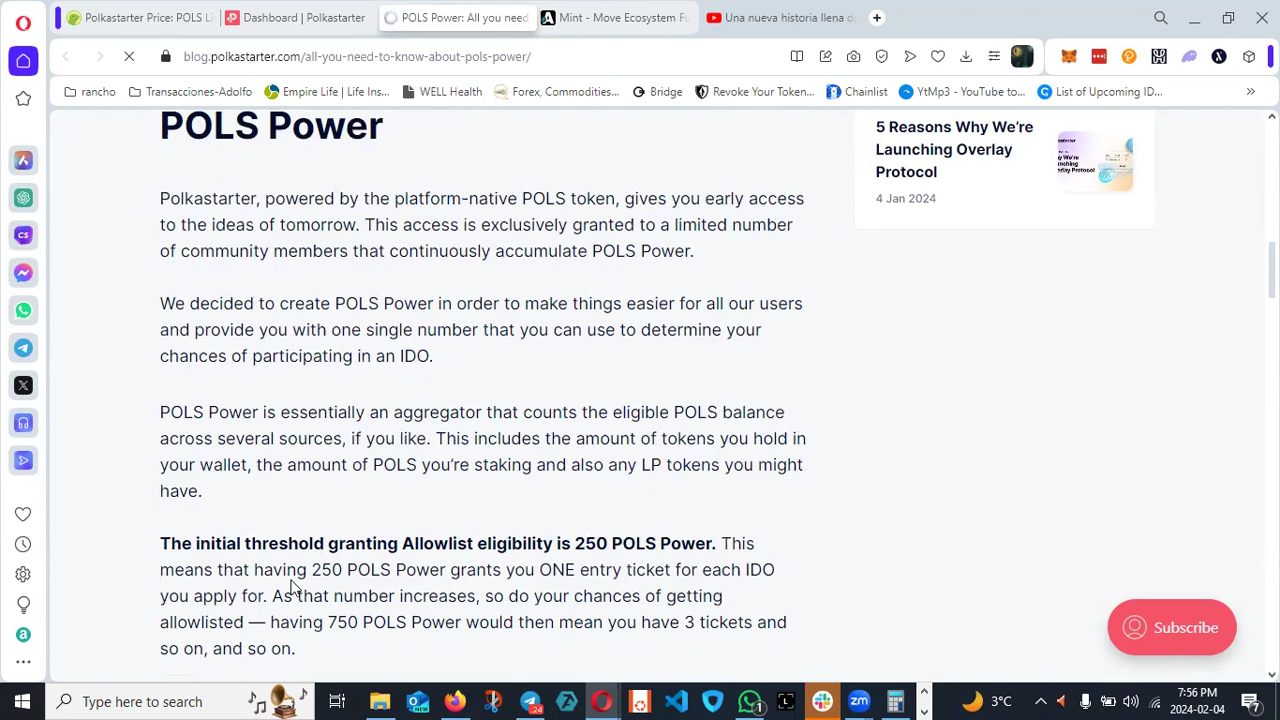 Polkastarter Price: POLS Li
Dashboard | Polkastarter
POLS Power: All you need
Mint - Move Ecosystem Fu
Una nueva historia llena de
blog.polkastarter.com/all-you-need-to-know-about-pols-power/
rancho
Transacciones-Adolfo
Empire Life | Life Ins...
WELL Health
Forex, Commodities...
Bridge
Revoke Your Token...
Chainlist
YtMp3 - YouTube to...
List of Upcoming ID...
POLS Power
Polkastarter, powered by the platform-native POLS token, gives you early access
to the ideas of tomorrow. This access is exclusively granted to a limited number
of community members that continuously accumulate POLS Power.
We decided to create POLS Power in order to make things easier for all our users
and provide you with one single number that you can use to determine your
chances of participating in an IDO.
POLS Power is essentially an aggregator that counts the eligible POLS balance
across several sources, if you like. This includes the amount of tokens you hold in
your wallet, the amount of POLS you're staking and also any LP tokens you might
have.
The initial threshold granting Allowlist eligibility is 250 POLS Power. This
means that having 250 POLS Power grants you ONE entry ticket for each IDO
you apply for. As that number increases, so do your chances of getting
allowlisted — having 750 POLS Power would then mean you have 3 tickets and
so on, and so on.
5 Reasons Why We're
Launching Overlay
Protocol
4 Jan 2024
Subscribe
Type here to search
24
1
3°C
7:56 PM
2024-02-04
7